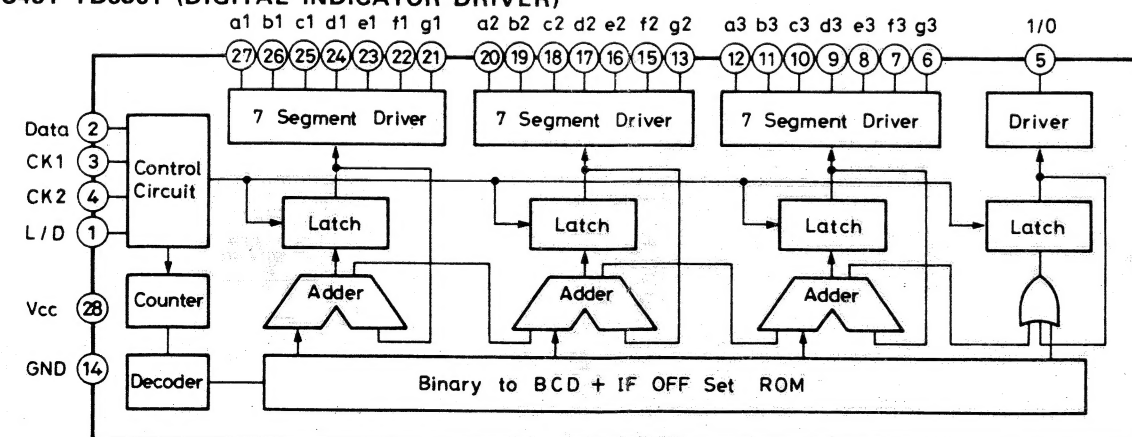 (DIGITAL INDICATOR DRIVER)
a1 b1 c1 d1 e1 f1 g1 a2 b2 c2 d2 e2 f2 g2 a3 b3 c3 d3 e3 f3 g3 1/0
27 26 25 24 23 22 21 20 19 18 17 16 15 13 12 11 10 9 8 7 6 5
7 Segment Driver 7 Segment Driver 7 Segment Driver Driver
Data 2
CK1 3
CK2 4
L/D 1
Control
Circuit
Latch Latch Latch Latch
Adder Adder Adder
Vcc 28
Counter
GND 14
Decoder
Binary to BCD + IF OFF Set ROM